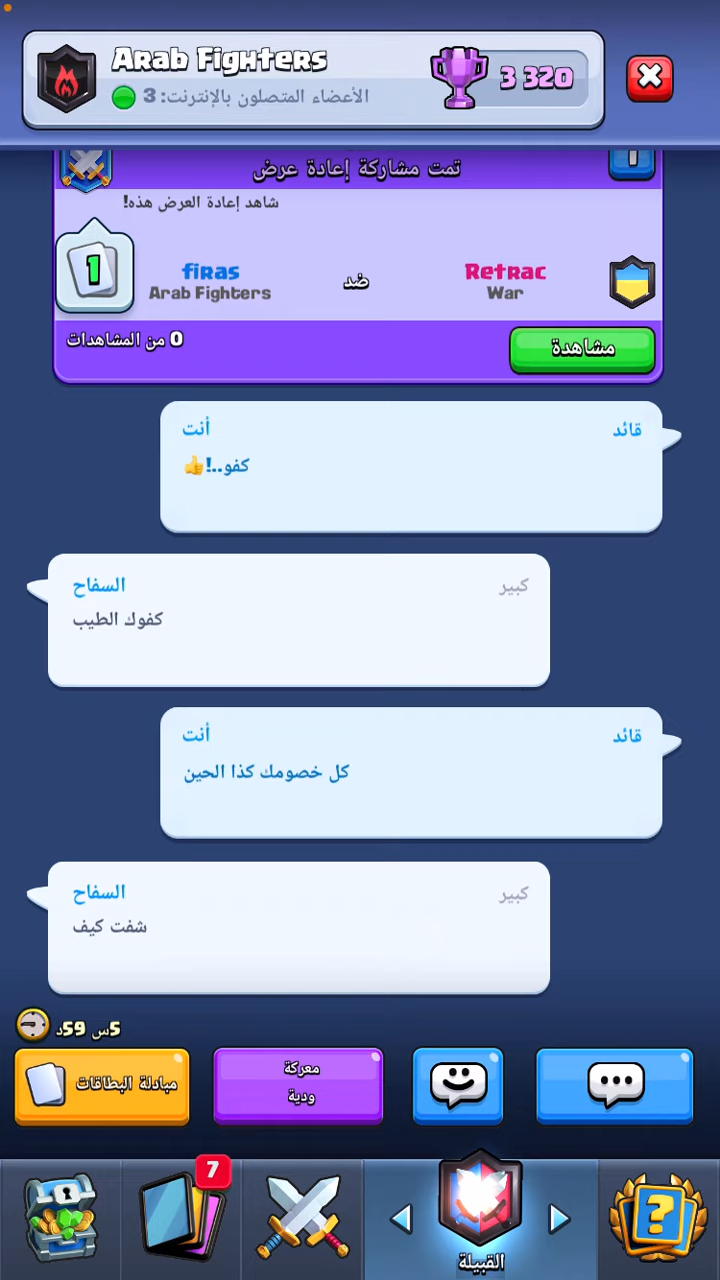 Arab Fighters
3 320
الأعضاء المتصلون بالإنترنت: 3
تمت مشاركة إعادة عرض
شاهد إعادة العرض هذه!
1
firas
Arab Fighters
ضد
Retrac
War
0 من المشاهدات
مشاهدة
أنت
قائد
كفو..!👍
السفاح
كبير
كفوك الطيب
أنت
قائد
كل خصومك كذا الحين
السفاح
كبير
شفت كيف
5س 59د
مبادلة البطاقات
معركة
ودية
7
القبيلة
?